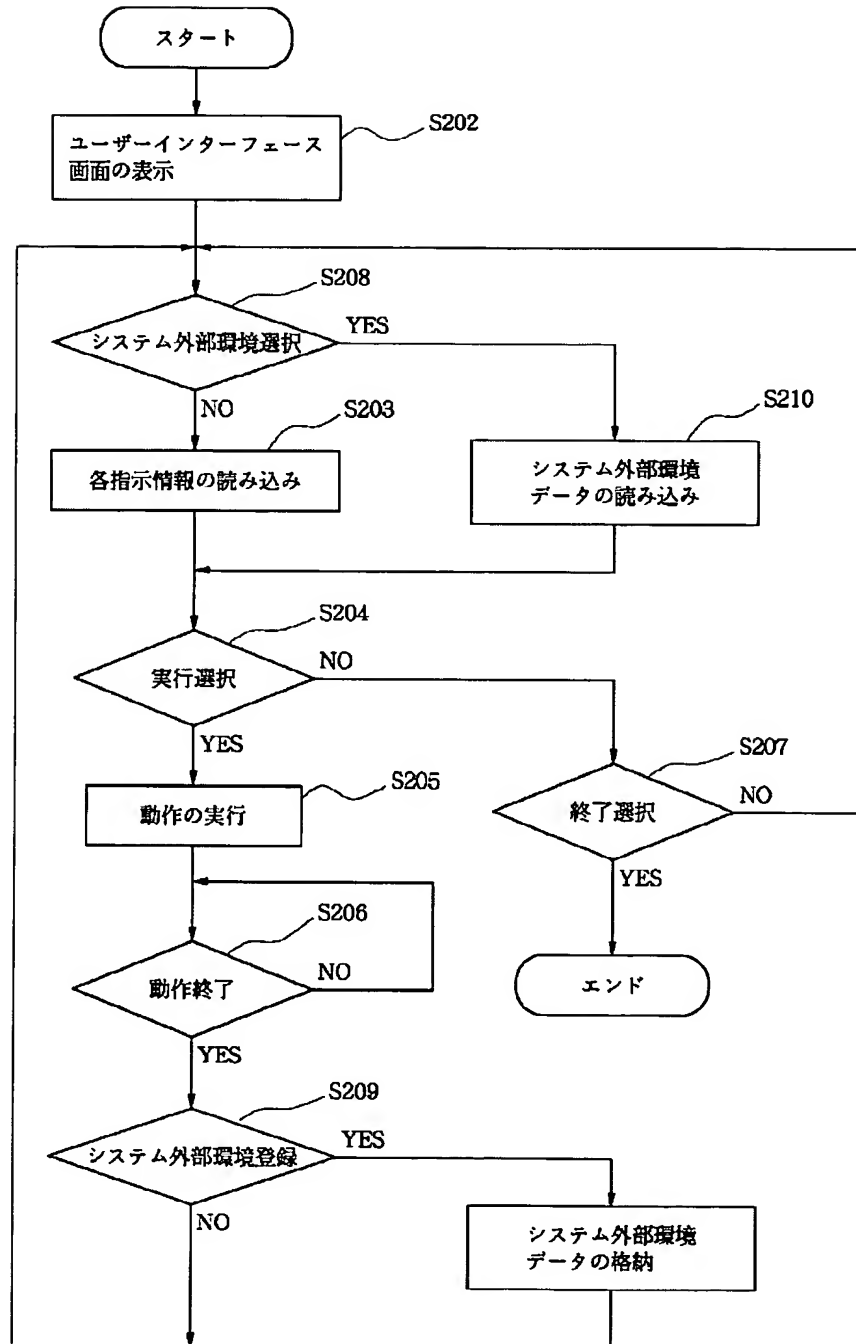 スタート
S202
ユーザーインターフェース
画面の表示
S208
システム外部環境選択
YES
NO
S203
各指示情報の読み込み
S210
システム外部環境
データの読み込み
S204
実行選択
NO
YES
S205
動作の実行
S207
終了選択
NO
YES
エンド
S206
動作終了
NO
YES
S209
システム外部環境登録
YES
NO
システム外部環境
データの格納